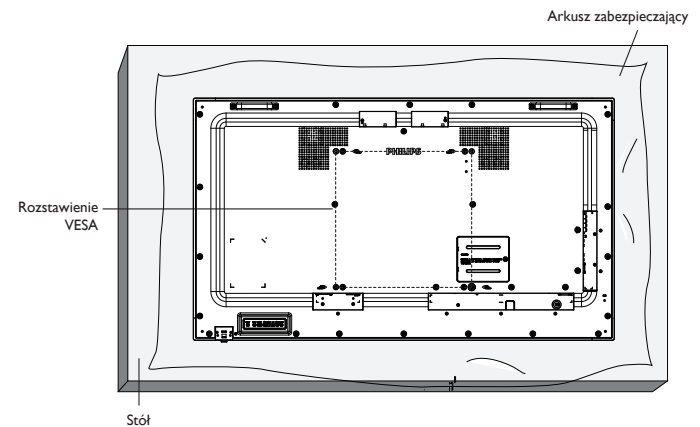 Arkusz zabezpieczający
PHILIPS
Rozstawienie
VESA
Stół